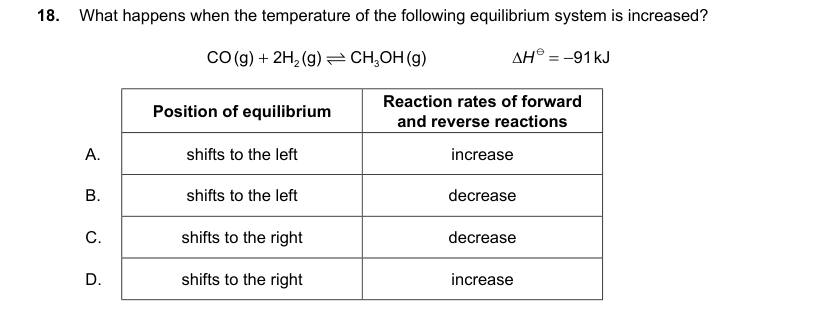 18. What happens when the temperature of the following equilibrium system is increased?
CO (g) + 2H₂ (g) ⇌ CH₃OH (g) ΔH⊖ = –91 kJ
Position of equilibrium Reaction rates of forward and reverse reactions
A. shifts to the left increase
B. shifts to the left decrease
C. shifts to the right decrease
D. shifts to the right increase